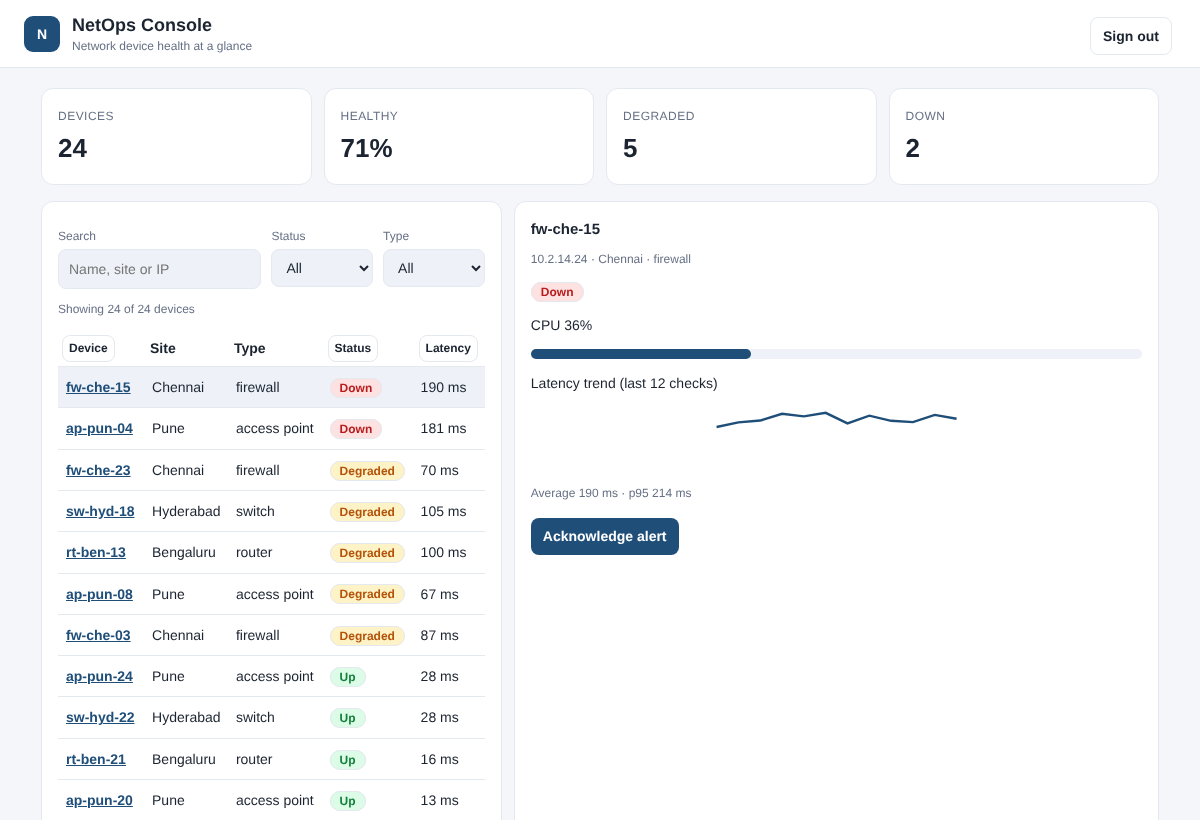 N
NetOps Console
Network device health at a glance
Sign out
DEVICES
24
HEALTHY
71%
DEGRADED
5
DOWN
2
Search
Status
Type
Name, site or IP
All
All
Showing 24 of 24 devices
Device Site Type Status Latency
fw-che-15 Chennai firewall Down 190 ms
ap-pun-04 Pune access point Down 181 ms
fw-che-23 Chennai firewall Degraded 70 ms
sw-hyd-18 Hyderabad switch Degraded 105 ms
rt-ben-13 Bengaluru router Degraded 100 ms
ap-pun-08 Pune access point Degraded 67 ms
fw-che-03 Chennai firewall Degraded 87 ms
ap-pun-24 Pune access point Up 28 ms
sw-hyd-22 Hyderabad switch Up 28 ms
rt-ben-21 Bengaluru router Up 16 ms
ap-pun-20 Pune access point Up 13 ms
fw-che-15
10.2.14.24 · Chennai · firewall
Down
CPU 36%
Latency trend (last 12 checks)
Average 190 ms · p95 214 ms
Acknowledge alert